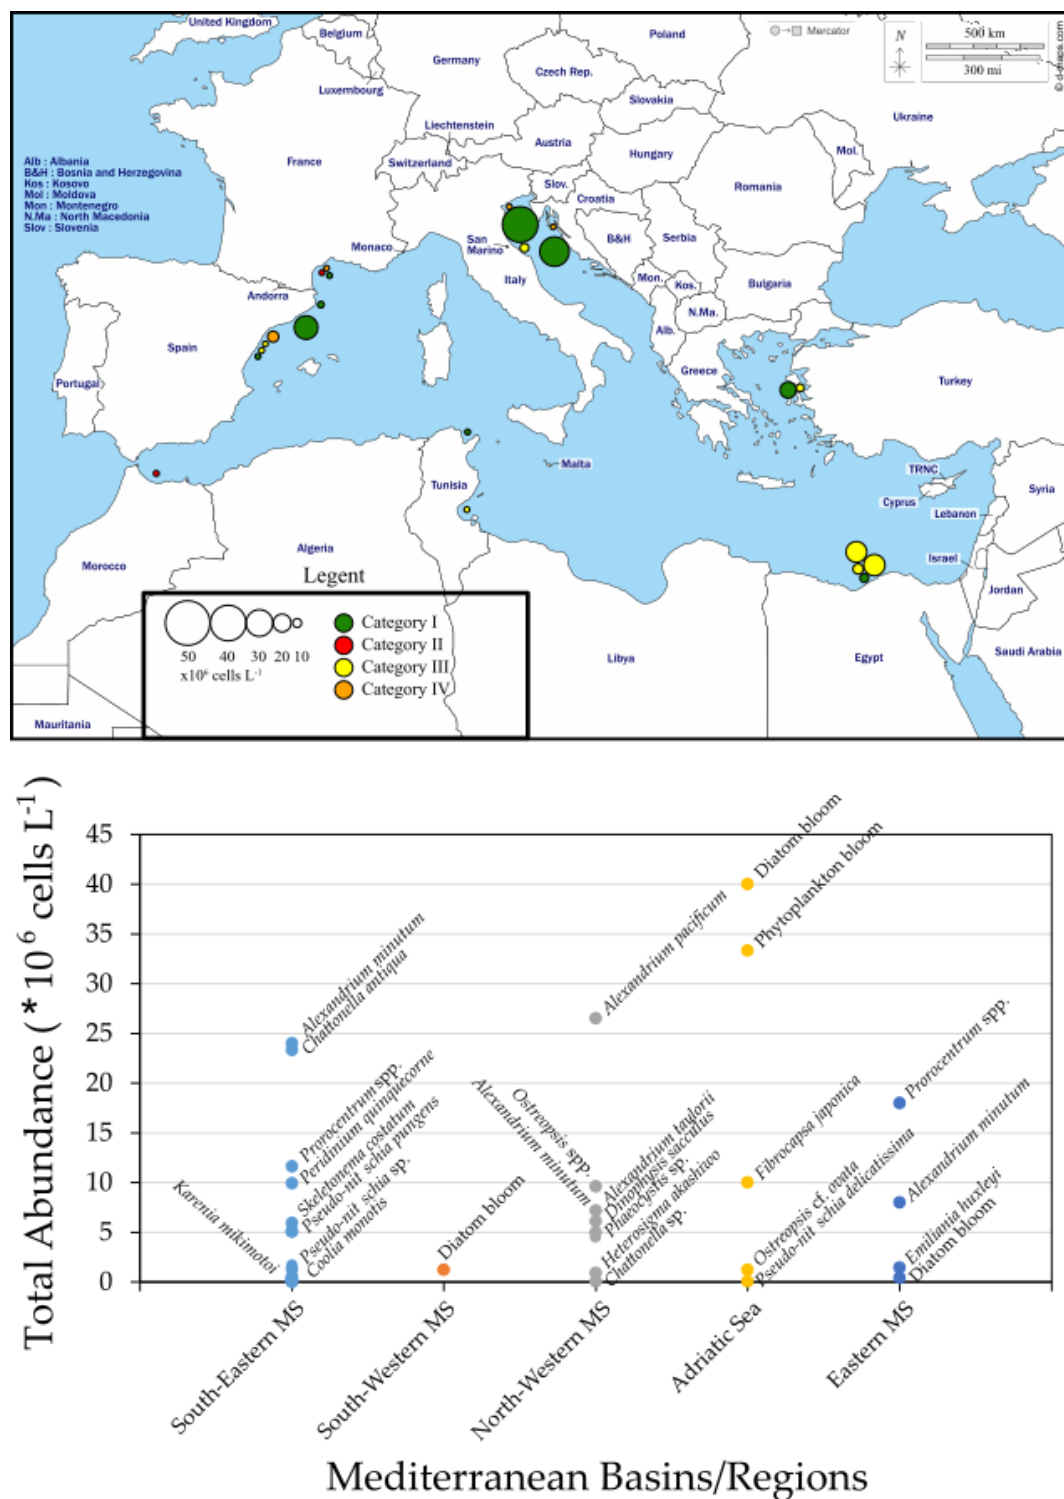 United Kingdom
Belgium
Poland
Germany
Czech Rep.
Luxembourg
Slovakia
Ukraine
Liechtenstein
Austria
France
Switzerland
Hungary
Mol.
Slov.
Croatia
Romania
Alb : Albania
B&H : Bosnia and Herzegovina
Kos : Kosovo
Mol : Moldova
Mon : Montenegro
N.Ma : North Macedonia
Slov : Slovenia
Monaco
San
Marino
B&H
Serbia
Italy
Mon.
Kos.
Bulgaria
Andorra
N.Ma.
Alb.
Spain
Portugal
Greece
Turkey
Malta
TRNC
Cyprus
Syria
Lebanon
Tunisia
Israel
Algeria
Morocco
Jordan
Libya
Egypt
Saudi Arabia
Mauritania
Mercator
N
500 km
300 mi
© d-maps.com
Legent
50 40 30 20 10
x10⁶ cells L⁻¹
Category I
Category II
Category III
Category IV
Total Abundance ( * 10⁶ cells L⁻¹)
45
40
35
30
25
20
15
10
5
0
Alexandrium minutum
Chattonella antiqua
Prorocentrum spp.
Peridinium quinquecorne
Skeletonema costatum
Pseudo-nit schia pungens
Pseudo-nit schia sp.
Coolia monotis
Karenia mikimotoi
Diatom bloom
Alexandrium pacificum
Ostreopsis spp.
Alexandrium minutum
Alexandrium taylorii
Dinophysis sacculus
Phaeocystis sp.
Heterosigma akashiwo
Chattonella sp.
Diatom bloom
Phytoplankton bloom
Fibrocapsa japonica
Ostreopsis cf. ovata
Pseudo-nit schia delicatissima
Prorocentrum spp.
Alexandrium minutum
Emiliania huxleyi
Diatom bloom
South-Eastern MS
South-Western MS
North-Western MS
Adriatic Sea
Eastern MS
Mediterranean Basins/Regions